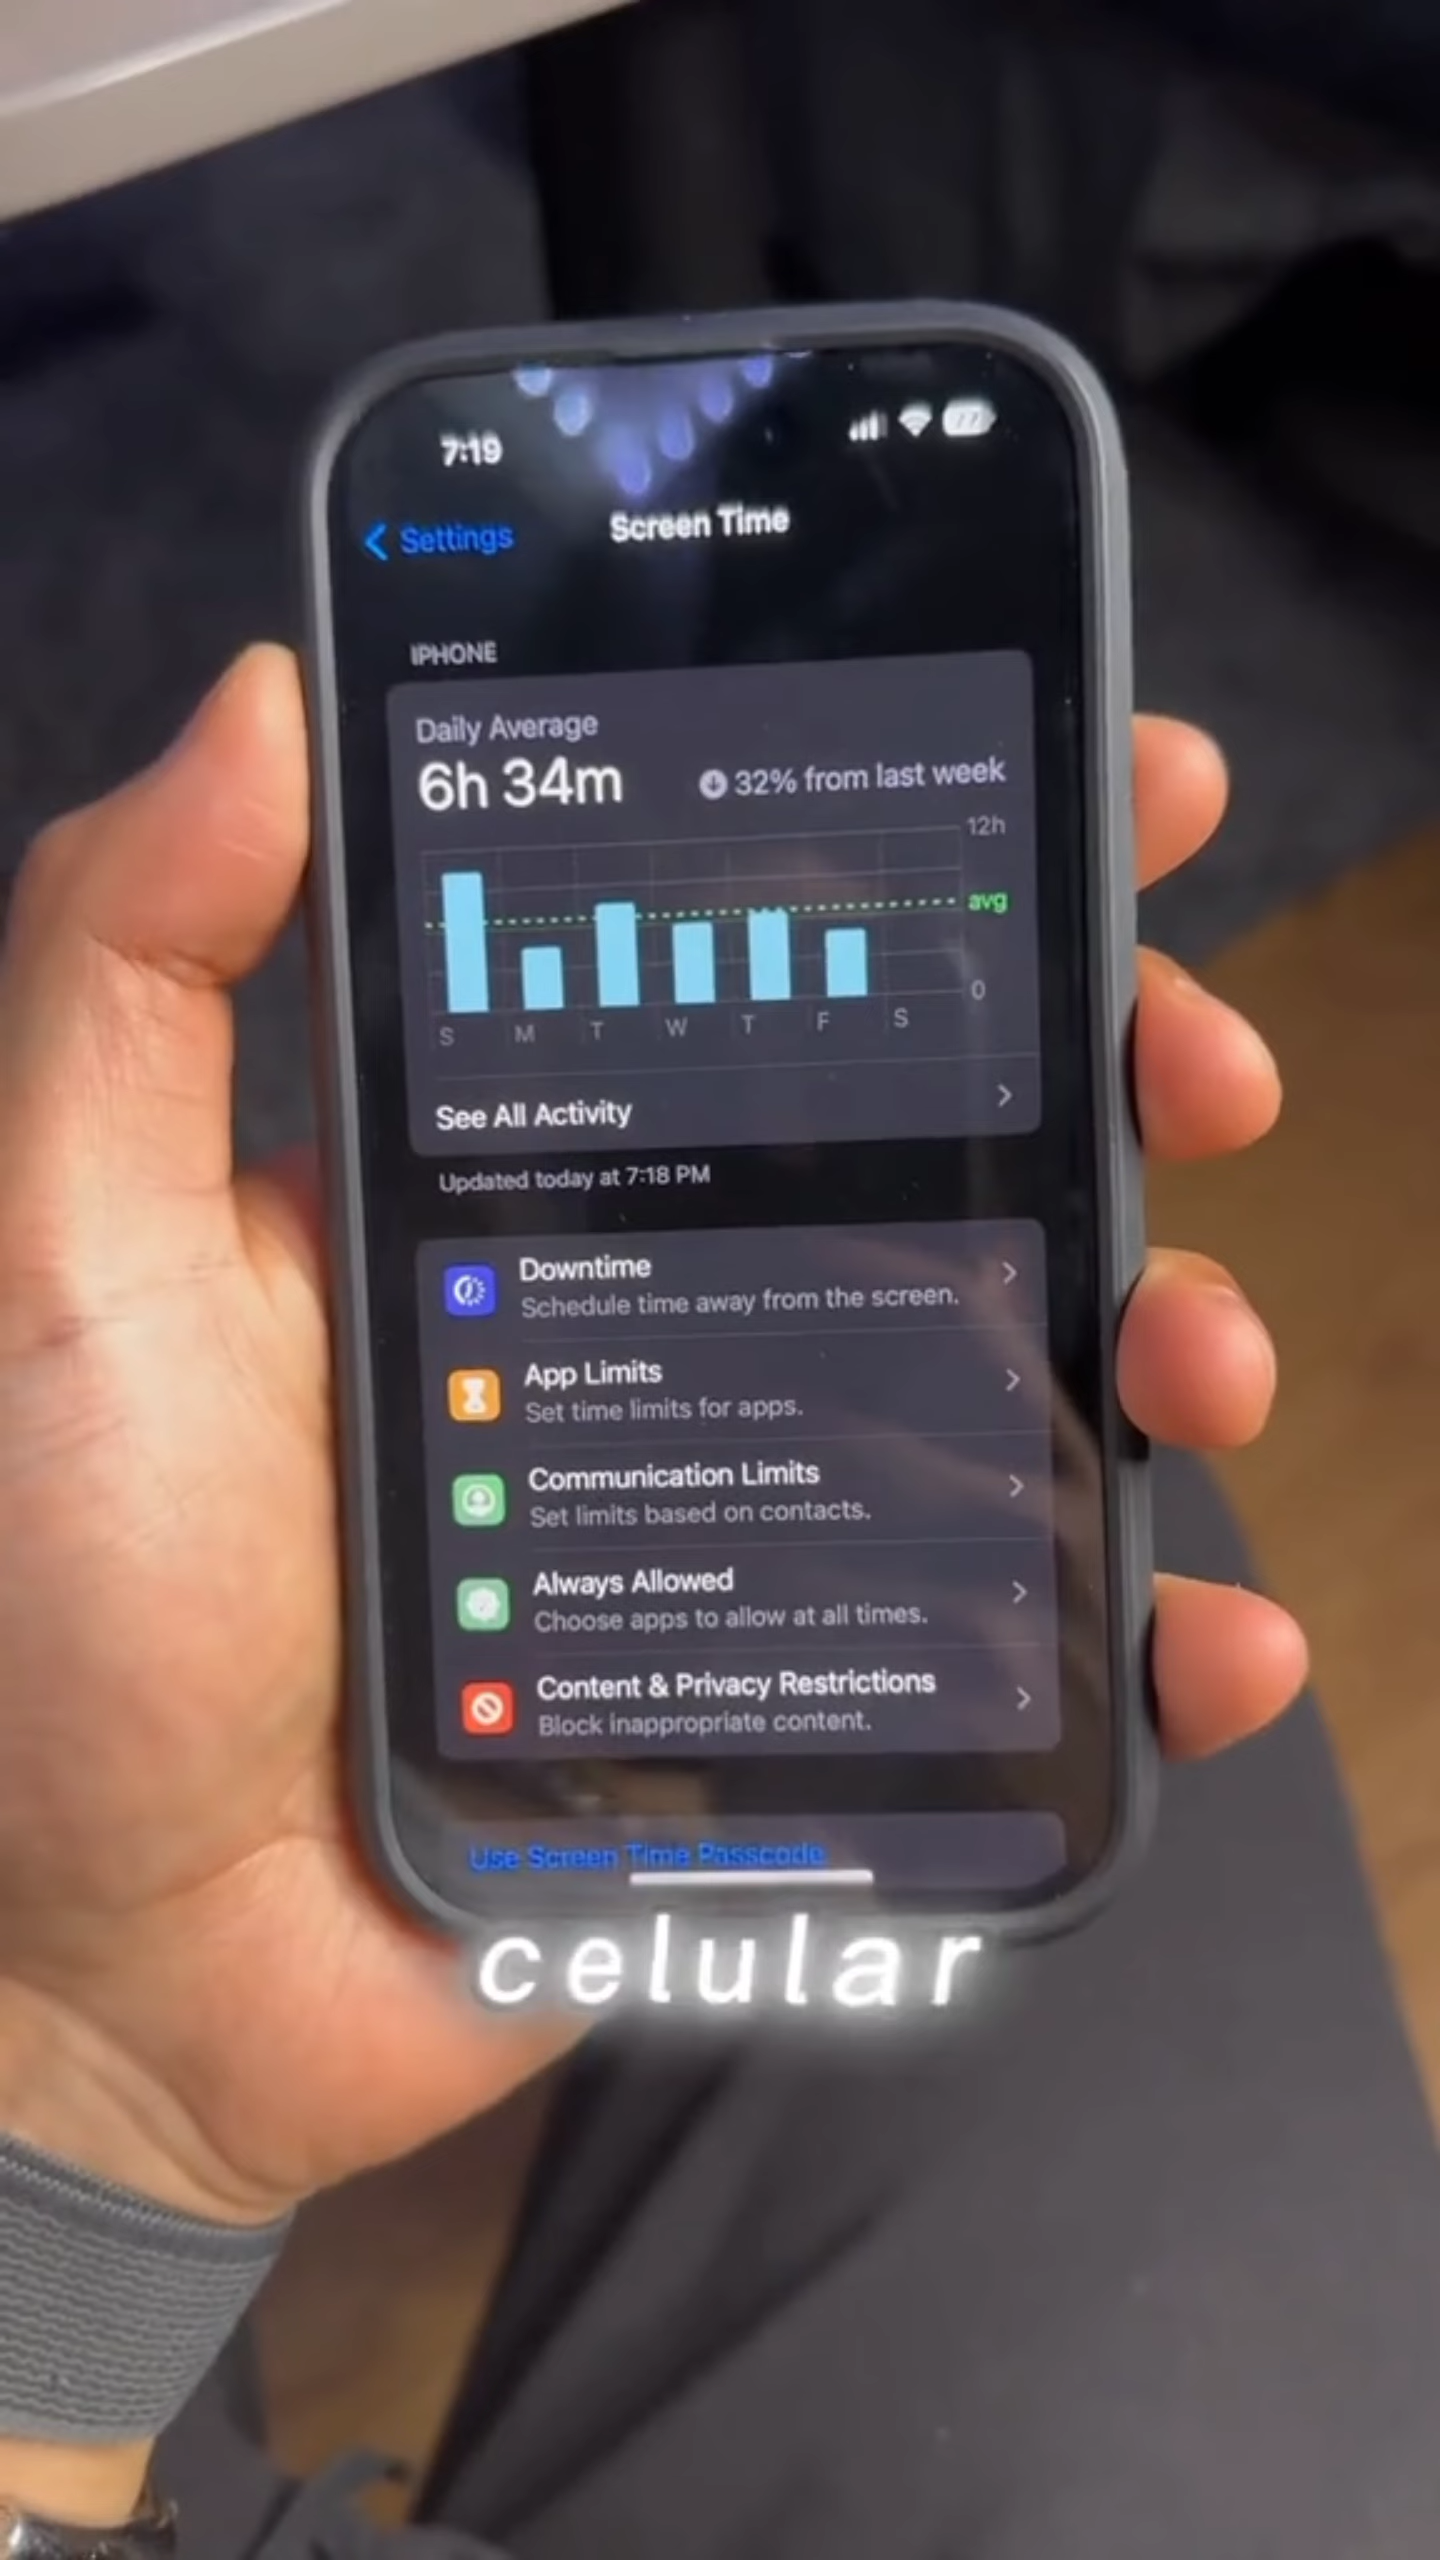 7:19
77
Settings
Screen Time
IPHONE
Daily Average
6h 34m
32% from last week
12h
avg
0
S M T W T F S
See All Activity
Updated today at 7:18 PM
Downtime
Schedule time away from the screen.
App Limits
Set time limits for apps.
Communication Limits
Set limits based on contacts.
Always Allowed
Choose apps to allow at all times.
Content & Privacy Restrictions
Block inappropriate content.
Use Screen Time Passcode
celular